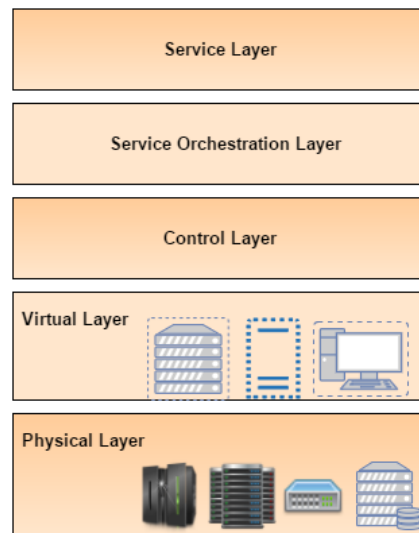 Service Layer
Service Orchestration Layer
Control Layer
Virtual Layer
Physical Layer